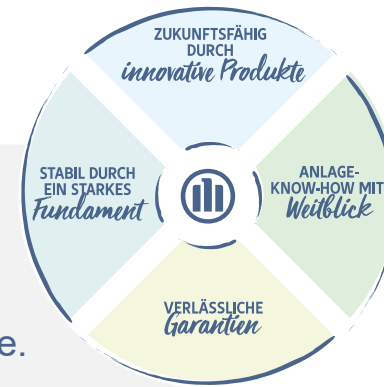 ZUKUNFTSFÄHIG
DURCH
innovative Produkte
STABIL DURCH
EIN STARKES
Fundament
ANLAGE-
KNOW-HOW MIT
Weitblick
VERLÄSSLICHE
Garantien
e.